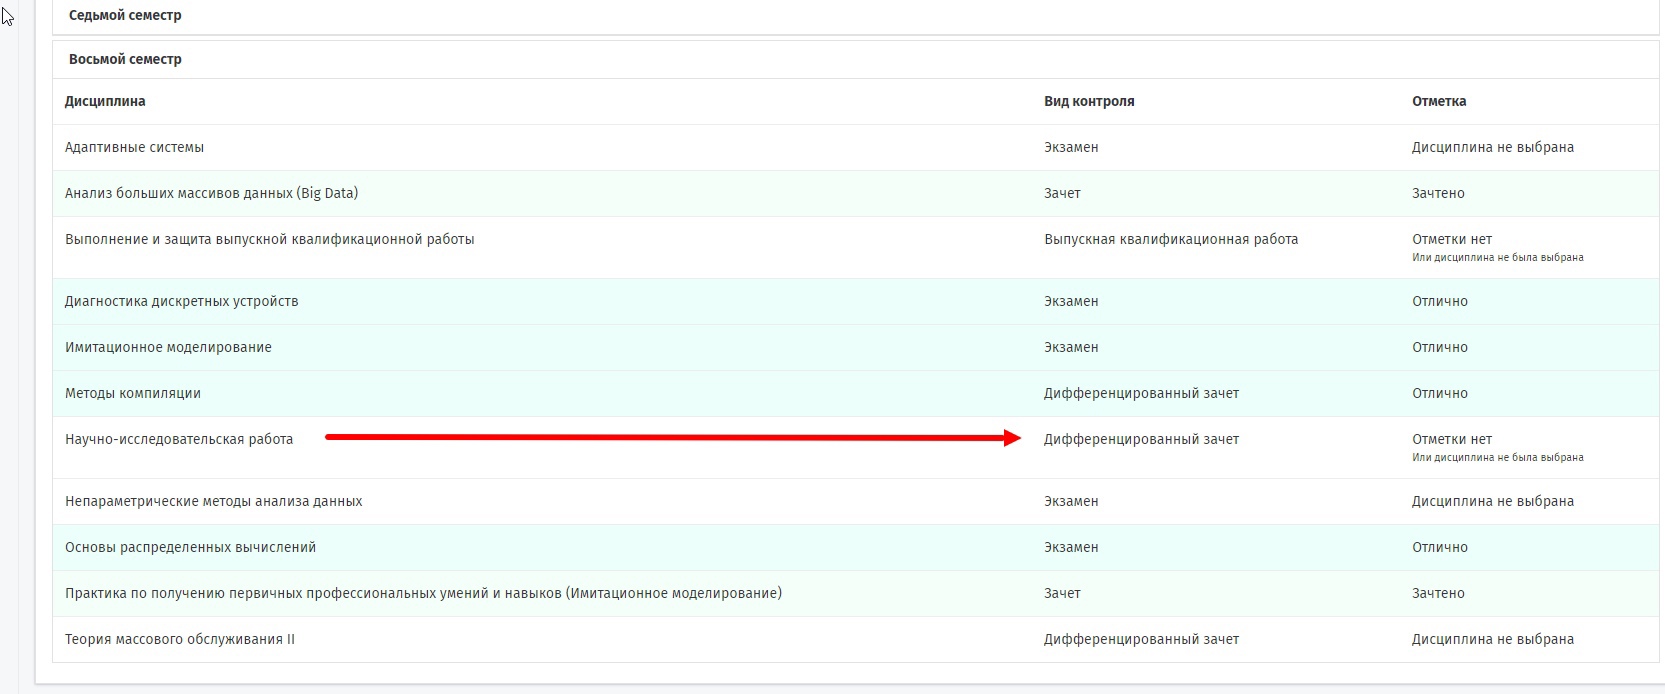 Седьмой семестр
Восьмой семестр
Дисциплина Вид контроля Отметка
Адаптивные системы Экзамен Дисциплина не выбрана
Анализ больших массивов данных (Big Data) Зачет Зачтено
Выполнение и защита выпускной квалификационной работы Выпускная квалификационная работа Отметки нет
Или дисциплина не была выбрана
Диагностика дискретных устройств Экзамен Отлично
Имитационное моделирование Экзамен Отлично
Методы компиляции Дифференцированный зачет Отлично
Научно-исследовательская работа Дифференцированный зачет Отметки нет
Или дисциплина не была выбрана
Непараметрические методы анализа данных Экзамен Дисциплина не выбрана
Основы распределенных вычислений Экзамен Отлично
Практика по получению первичных профессиональных умений и навыков (Имитационное моделирование) Зачет Зачтено
Теория массового обслуживания II Дифференцированный зачет Дисциплина не выбрана